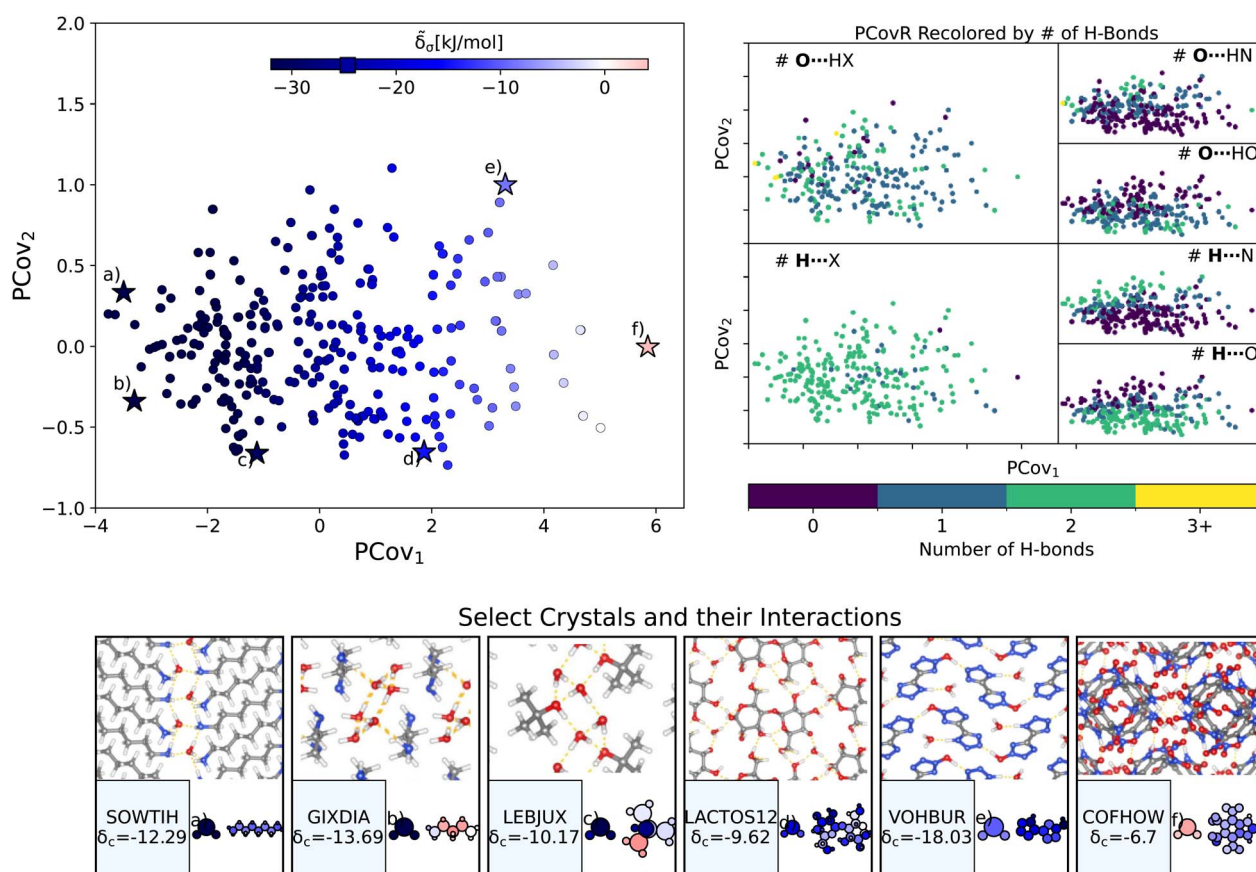 2.0
1.5
1.0
0.5
0.0
−0.5
−1.0
PCov₂
−4
−2
0
2
4
6
PCov₁
δ̃σ[kJ/mol]
−30
−20
−10
0
a)
b)
c)
d)
e)
f)
PCovR Recolored by # of H-Bonds
# O···HX
# O···HN
# O···HO
# H···X
# H···N
# H···O
PCov₂
PCov₂
PCov₁
0
1
2
3+
Number of H-bonds
Select Crystals and their Interactions
SOWTIH
δc=-12.29
a)
GIXDIA
δc=-13.69
b)
LEBJUX
δc=-10.17
c)
LACTOS12
δc=-9.62
d)
VOHBUR
δc=-18.03
e)
COFHOW
δc=-6.7
f)